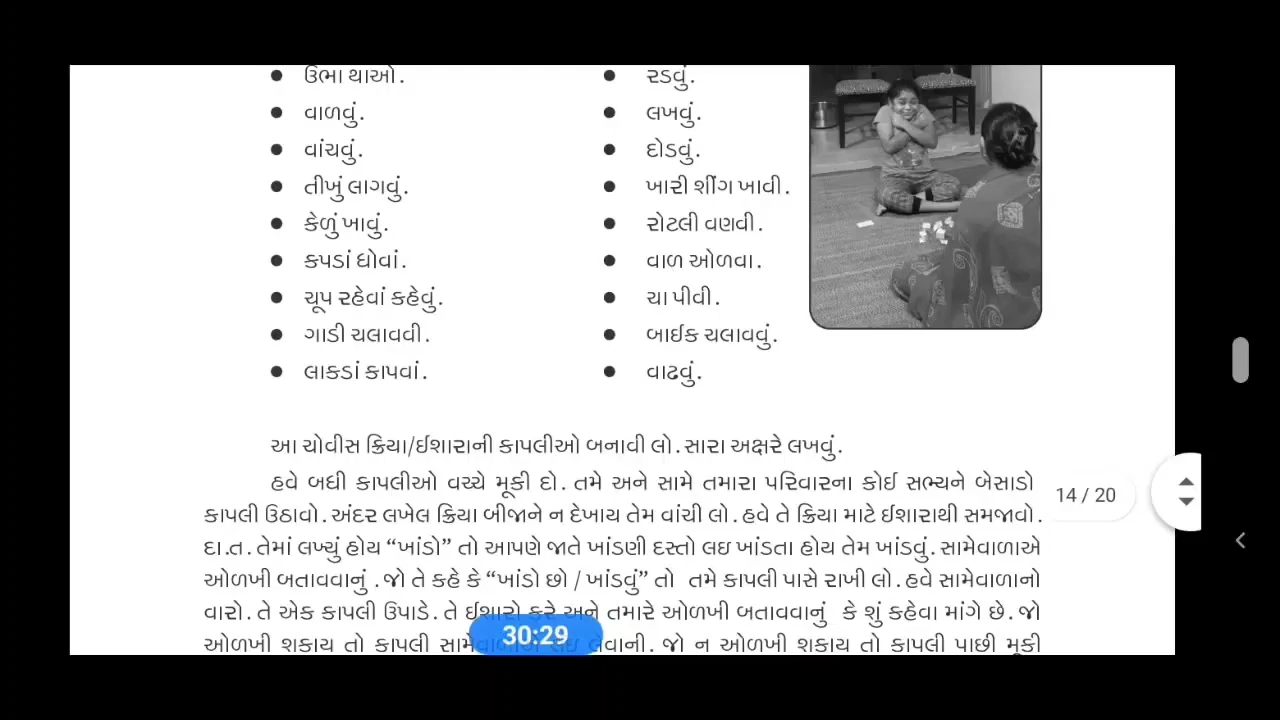 ઉભા થાઓ.
વાળવું.
વાંચવું.
તીખું લાગવું.
કેળું ખાવું.
કપડાં ધોવાં.
ચૂપ રહેવાં કહેવું.
ગાડી ચલાવવી.
લાકડાં કાપવાં.
રડવું.
લખવું.
દોડવું.
ખારી શીંગ ખાવી.
રોટલી વણવી.
વાળ ઓળવા.
ચા પીવી.
બાઈક ચલાવવું.
વાઢવું.
આ ચોવીસ ક્રિયા/ઈશારાની કાપલીઓ બનાવી લો. સારા અક્ષરે લખવું.
હવે બધી કાપલીઓ વચ્ચે મૂકી દો. તમે અને સામે તમારા પરિવારના કોઈ સભ્યને બેસાડો
કાપલી ઉઠાવો. અંદર લખેલ ક્રિયા બીજાને ન દેખાય તેમ વાંચી લો. હવે તે ક્રિયા માટે ઈશારાથી સમજાવો.
દા.ત. તેમાં લખ્યું હોય “ખાંડો” તો આપણે જાતે ખાંડણી દસ્તો લઇ ખાંડતા હોય તેમ ખાંડવું. સામેવાળાએ
ઓળખી બતાવવાનું . જો તે કહે કે “ખાંડો છો / ખાંડવું” તો તમે કાપલી પાસે રાખી લો. હવે સામેવાળાનો
વારો. તે એક કાપલી ઉપાડે. તે ઈશારો કરે અને તમારે ઓળખી બતાવવાનું કે શું કહેવા માંગે છે. જો
ઓળખી શકાય તો કાપલી લેવાની. જો ન ઓળખી શકાય તો કાપલી પાછી મૂકી
14 / 20
30:29